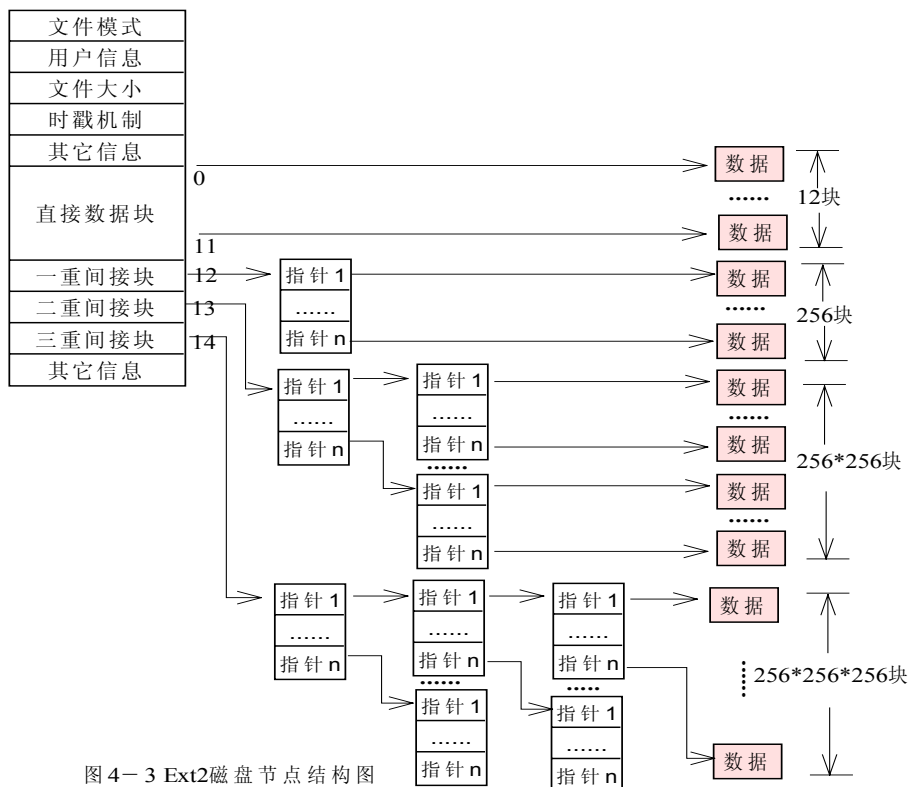 文件模式
用户信息
文件大小
时戳机制
其它信息
直接数据块
一重间接块
二重间接块
三重间接块
其它信息
0
11
12
13
14
数据
......
数据
12块
指针1
......
指针n
数据
......
数据
256块
指针1
......
指针n
指针1
......
指针n
......
指针1
......
指针n
数据
......
数据
数据
......
数据
256*256块
指针1
......
指针n
指针1
......
指针n
......
指针1
......
指针n
指针1
......
指针n
.....
指针1
......
指针n
数据
......
数据
256*256*256块
图4－3 Ext2磁盘节点结构图